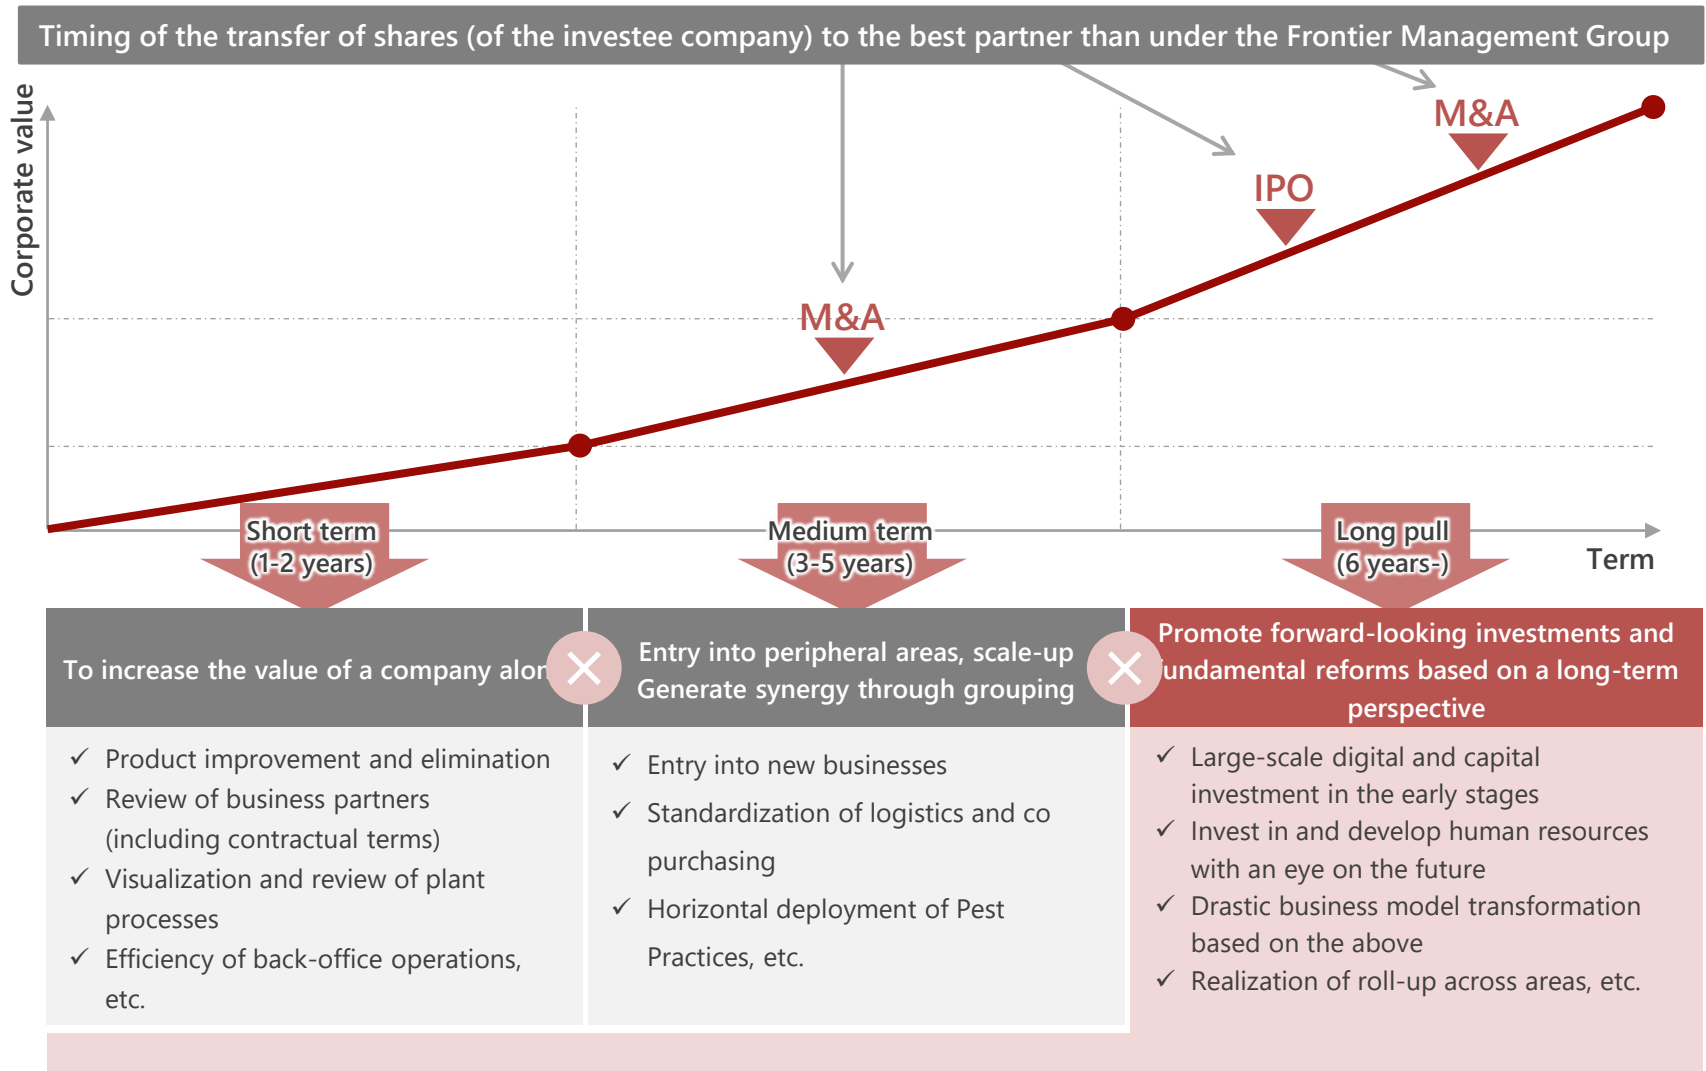 Timing of the transfer of shares (of the investee company) to the best partner than under the Frontier Management Group
Corporate value
M&A
IPO
M&A
Short term
(1-2 years)
Medium term
(3-5 years)
Long pull
(6 years-)
Term
To increase the value of a company alon
Entry into peripheral areas, scale-up
Generate synergy through grouping
Promote forward-looking investments and
undamental reforms based on a long-term
perspective
✓ Product improvement and elimination
✓ Review of business partners
(including contractual terms)
✓ Visualization and review of plant
processes
✓ Efficiency of back-office operations,
etc.
✓ Entry into new businesses
✓ Standardization of logistics and co
purchasing
✓ Horizontal deployment of Pest
Practices, etc.
✓ Large-scale digital and capital
investment in the early stages
✓ Invest in and develop human resources
with an eye on the future
✓ Drastic business model transformation
based on the above
✓ Realization of roll-up across areas, etc.